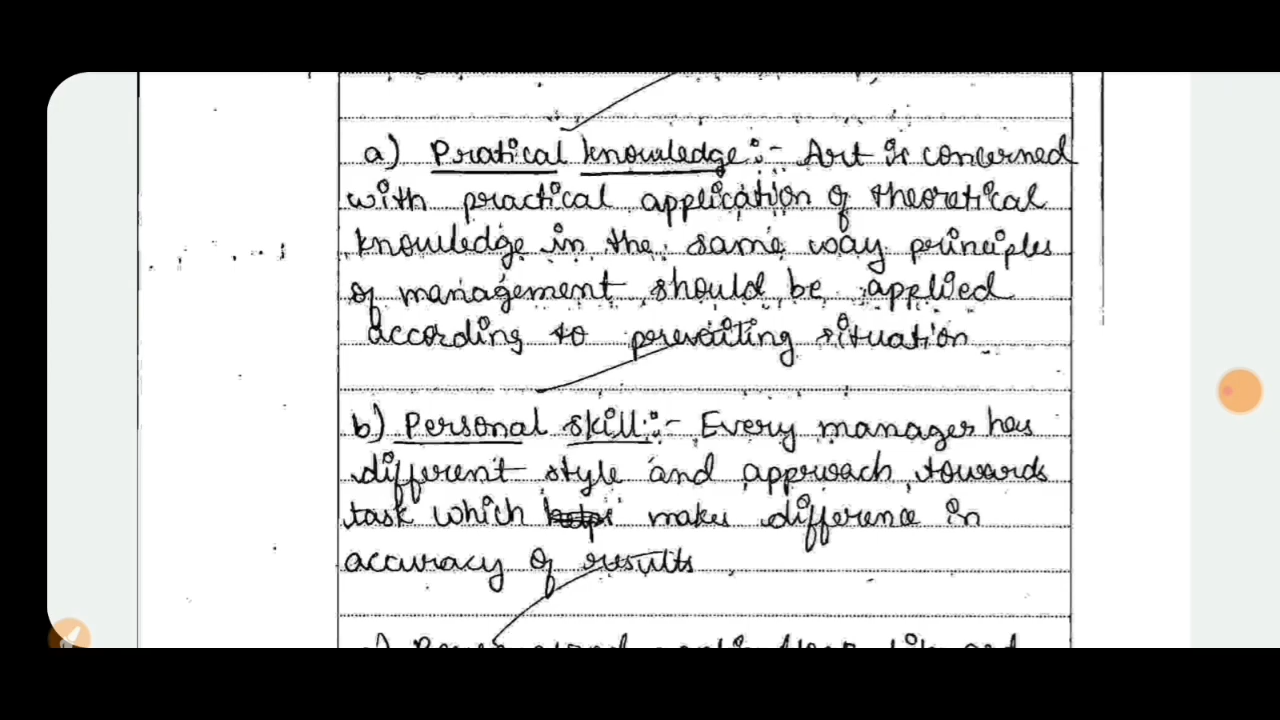 a) Pratical knowledge :- Art is concerned
with practical application of theoretical
knowledge in the same way principles
of management should be applied
according to perevailing situation
b) Personal skill :- Every manager has
different style and approach towards
task which makes difference in
accuracy of results